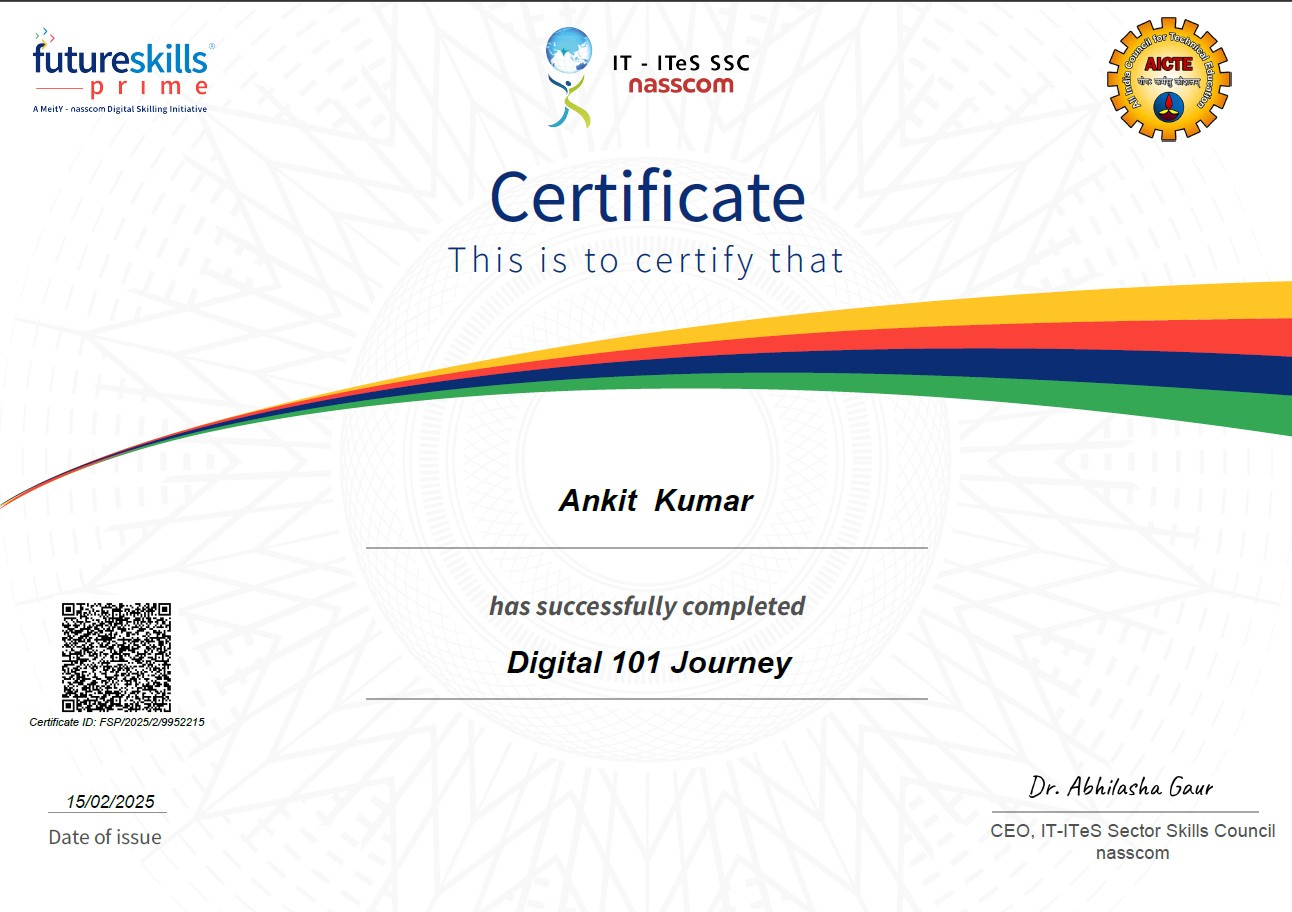 futureskills®
prime
A MeitY - nasscom Digital Skilling Initiative
IT - ITeS SSC
nasscom
All India Council for Technical Education
AICTE
योगः कर्मसु कौशलम्
Certificate
This is to certify that
Ankit Kumar
has successfully completed
Digital 101 Journey
Certificate ID: FSP/2025/2/9952215
15/02/2025
Date of issue
Dr. Abhilasha Gaur
CEO, IT-ITeS Sector Skills Council
nasscom